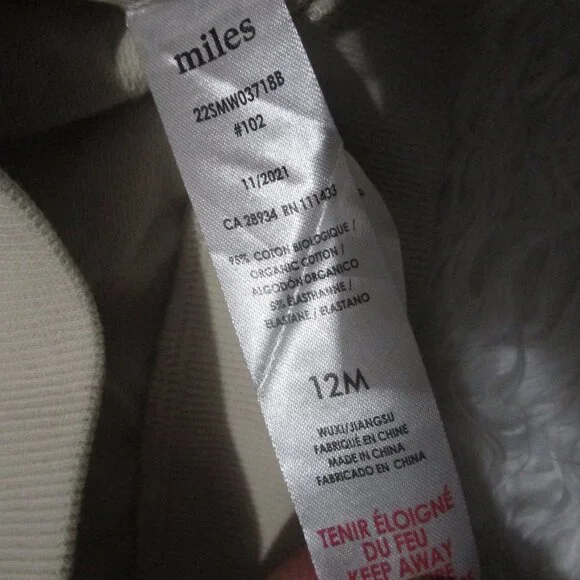 miles
22SMW03718B
#102
11/2021
CA 28934 RN 111423
95% COTON BIOLOGIQUE /
ORGANIC COTTON /
ALGODÓN ORGANICO
5% ÉLASTHANNE /
ELASTANE / ELASTANO
12M
WUXI/JIANGSU
FABRIQUÉ EN CHINE
MADE IN CHINA
FABRICADO EN CHINA
TENIR ÉLOIGNÉ
DU FEU
KEEP AWAY